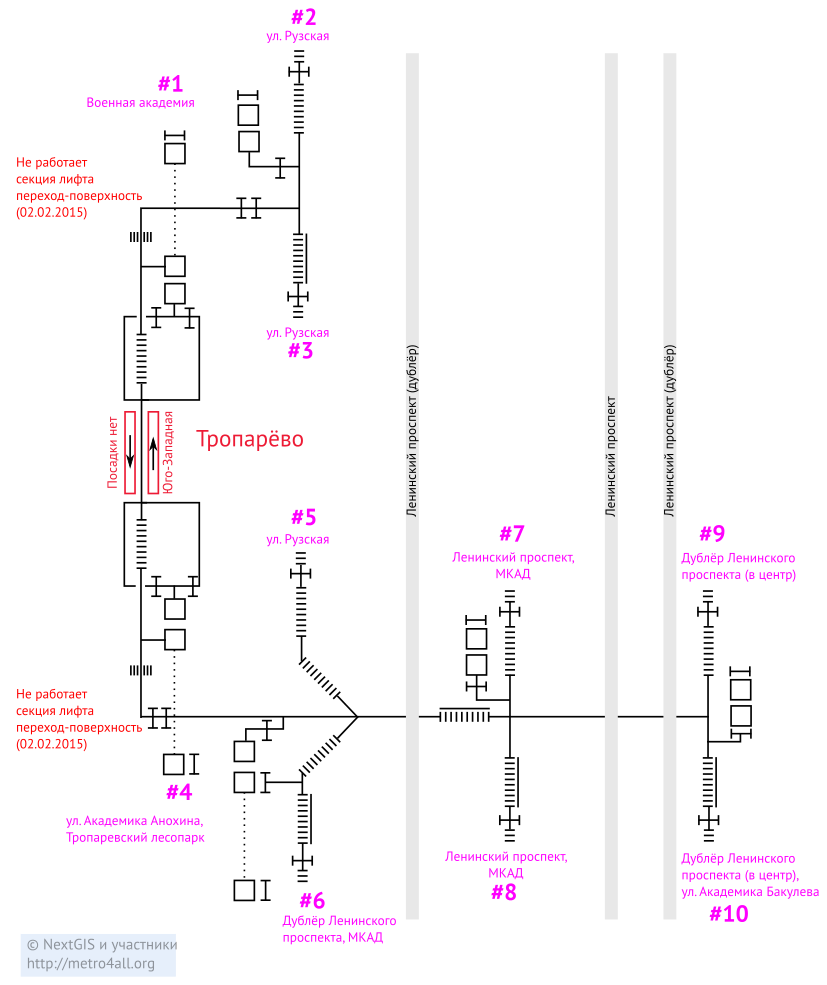 #2
ул. Рузская
#1
Военная академия
Не работает
секция лифта
переход-поверхность
(02.02.2015)
ул. Рузская
#3
Ленинский проспект (дублёр)
Ленинский проспект
Ленинский проспект (дублёр)
Посадки нет
Юго-Западная
Тропарёво
#5
ул. Рузская
#7
Ленинский проспект,
МКАД
#9
Дублёр Ленинского
проспекта (в центр)
Не работает
секция лифта
переход-поверхность
(02.02.2015)
#4
ул. Академика Анохина,
Тропаревский лесопарк
#6
Дублёр Ленинского
проспекта, МКАД
Ленинский проспект,
МКАД
#8
Дублёр Ленинского
проспекта (в центр),
ул. Академика Бакулева
#10
© NextGIS и участники
http://metro4all.org